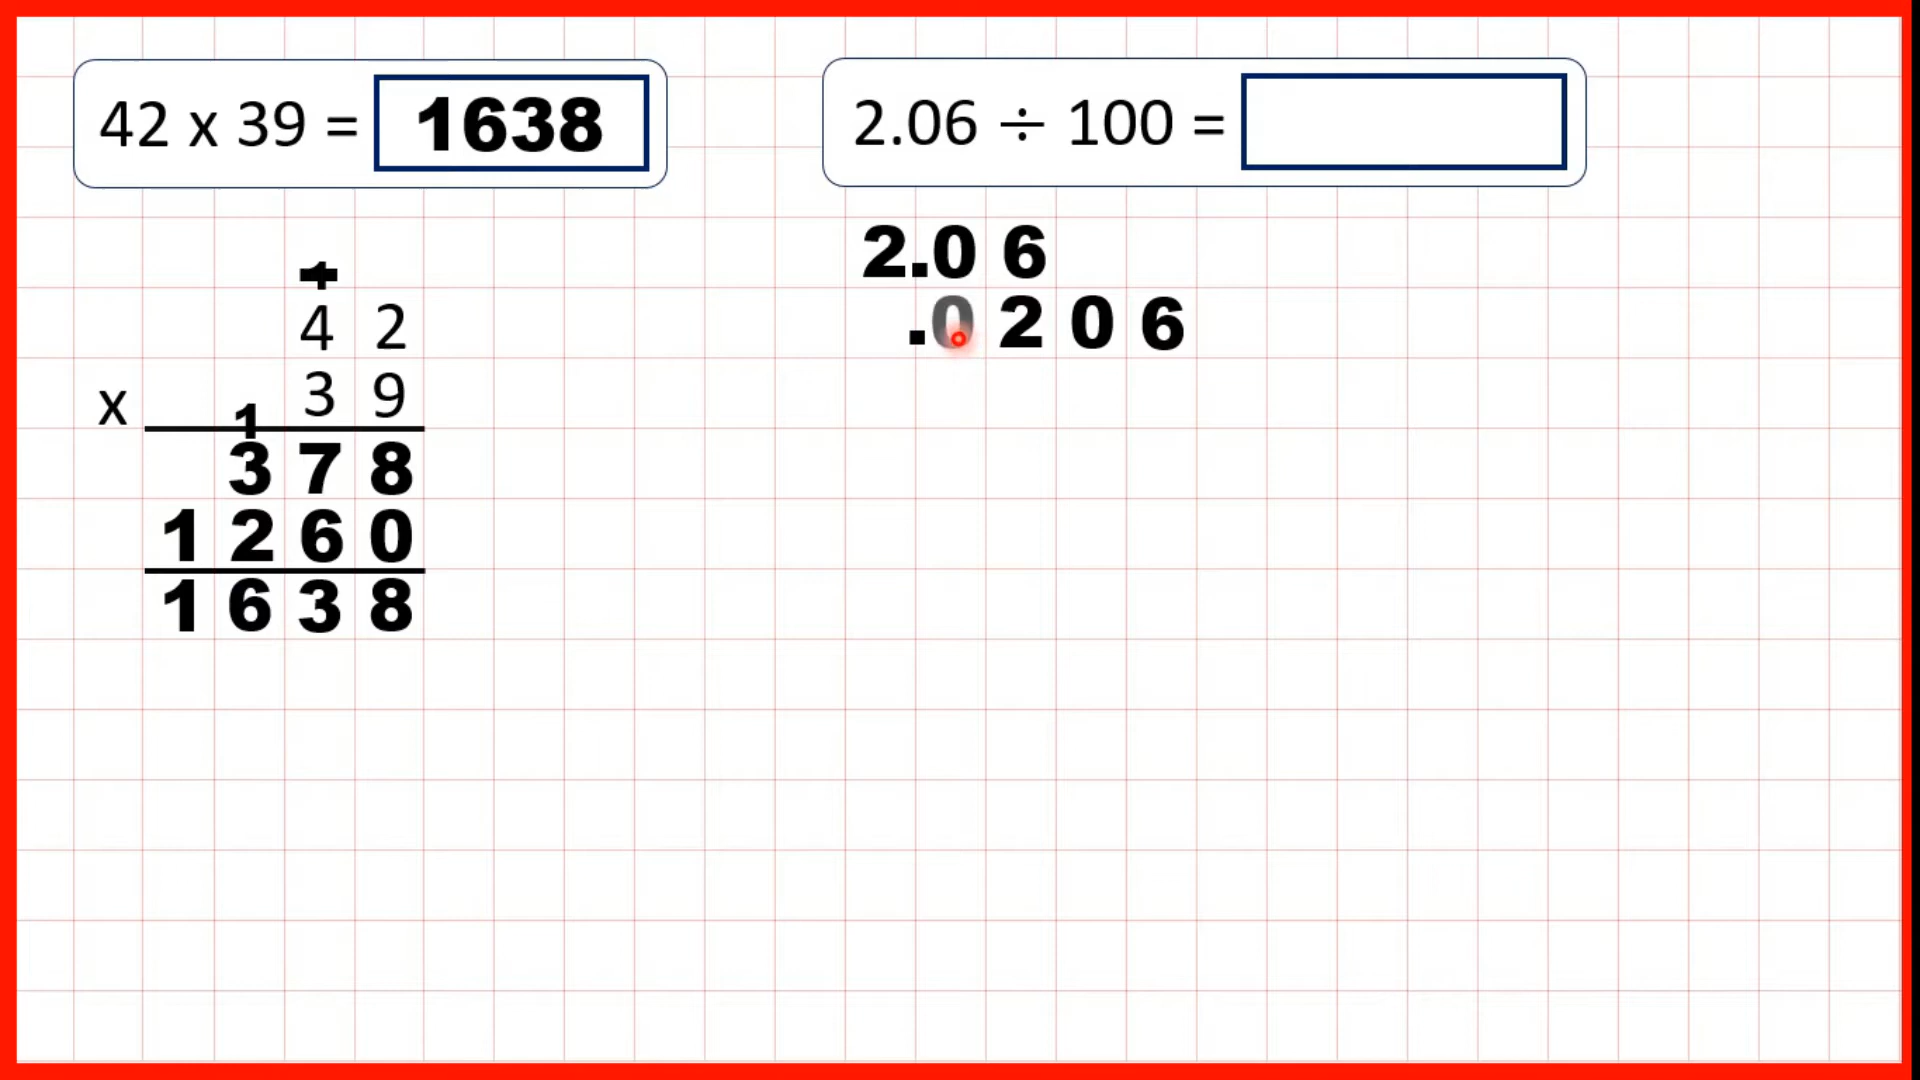 42 x 39 = 1638
1
4 2
x 3 9
1
3 7 8
1 2 6 0
1 6 3 8
2.06 ÷ 100 =
2.0 6
.0 2 0 6